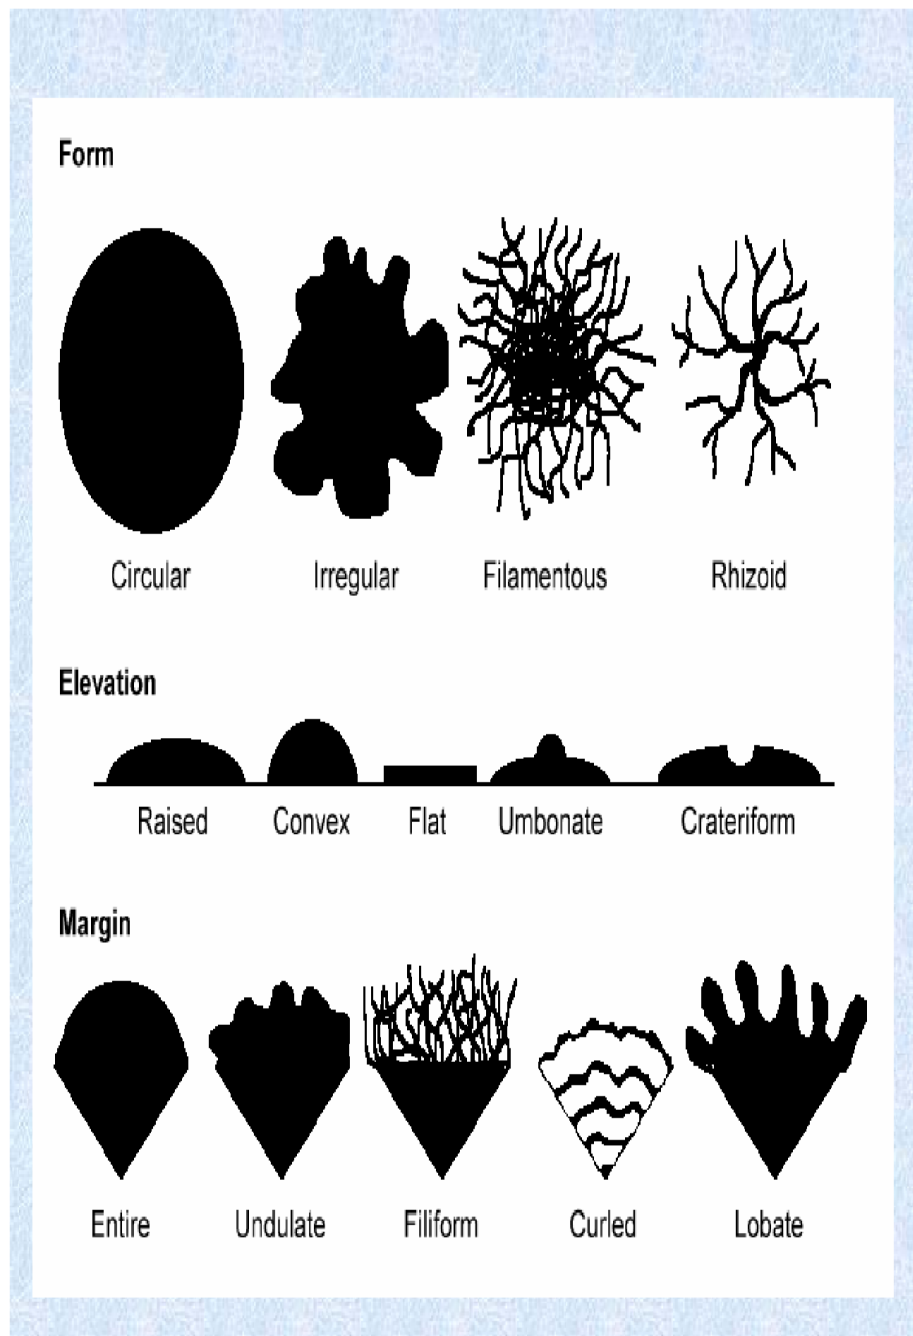 Form
Circular Irregular Filamentous Rhizoid
Elevation
Raised Convex Flat Umbonate Crateriform
Margin
Entire Undulate Filiform Curled Lobate